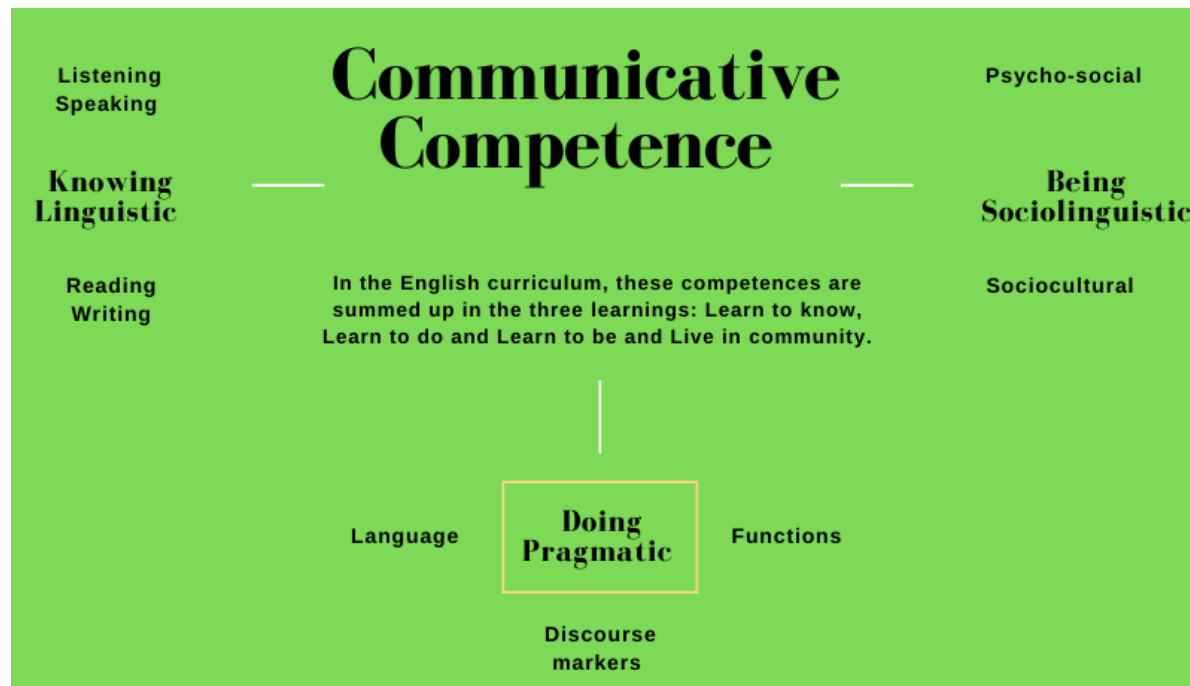 Communicative
Competence
Listening
Speaking
Knowing
Linguistic
Reading
Writing
Psycho-social
Being
Sociolinguistic
Sociocultural
In the English curriculum, these competences are
summed up in the three learnings: Learn to know,
Learn to do and Learn to be and Live in community.
Language
Doing
Pragmatic
Functions
Discourse
markers